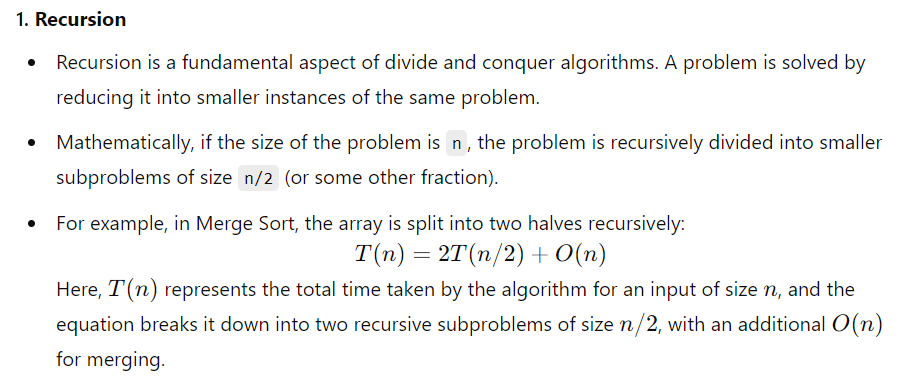 1. Recursion
• Recursion is a fundamental aspect of divide and conquer algorithms. A problem is solved by
reducing it into smaller instances of the same problem.
• Mathematically, if the size of the problem is n, the problem is recursively divided into smaller
subproblems of size n/2 (or some other fraction).
• For example, in Merge Sort, the array is split into two halves recursively:
T(n) = 2T(n/2) + O(n)
Here, T(n) represents the total time taken by the algorithm for an input of size n, and the
equation breaks it down into two recursive subproblems of size n/2, with an additional O(n)
for merging.